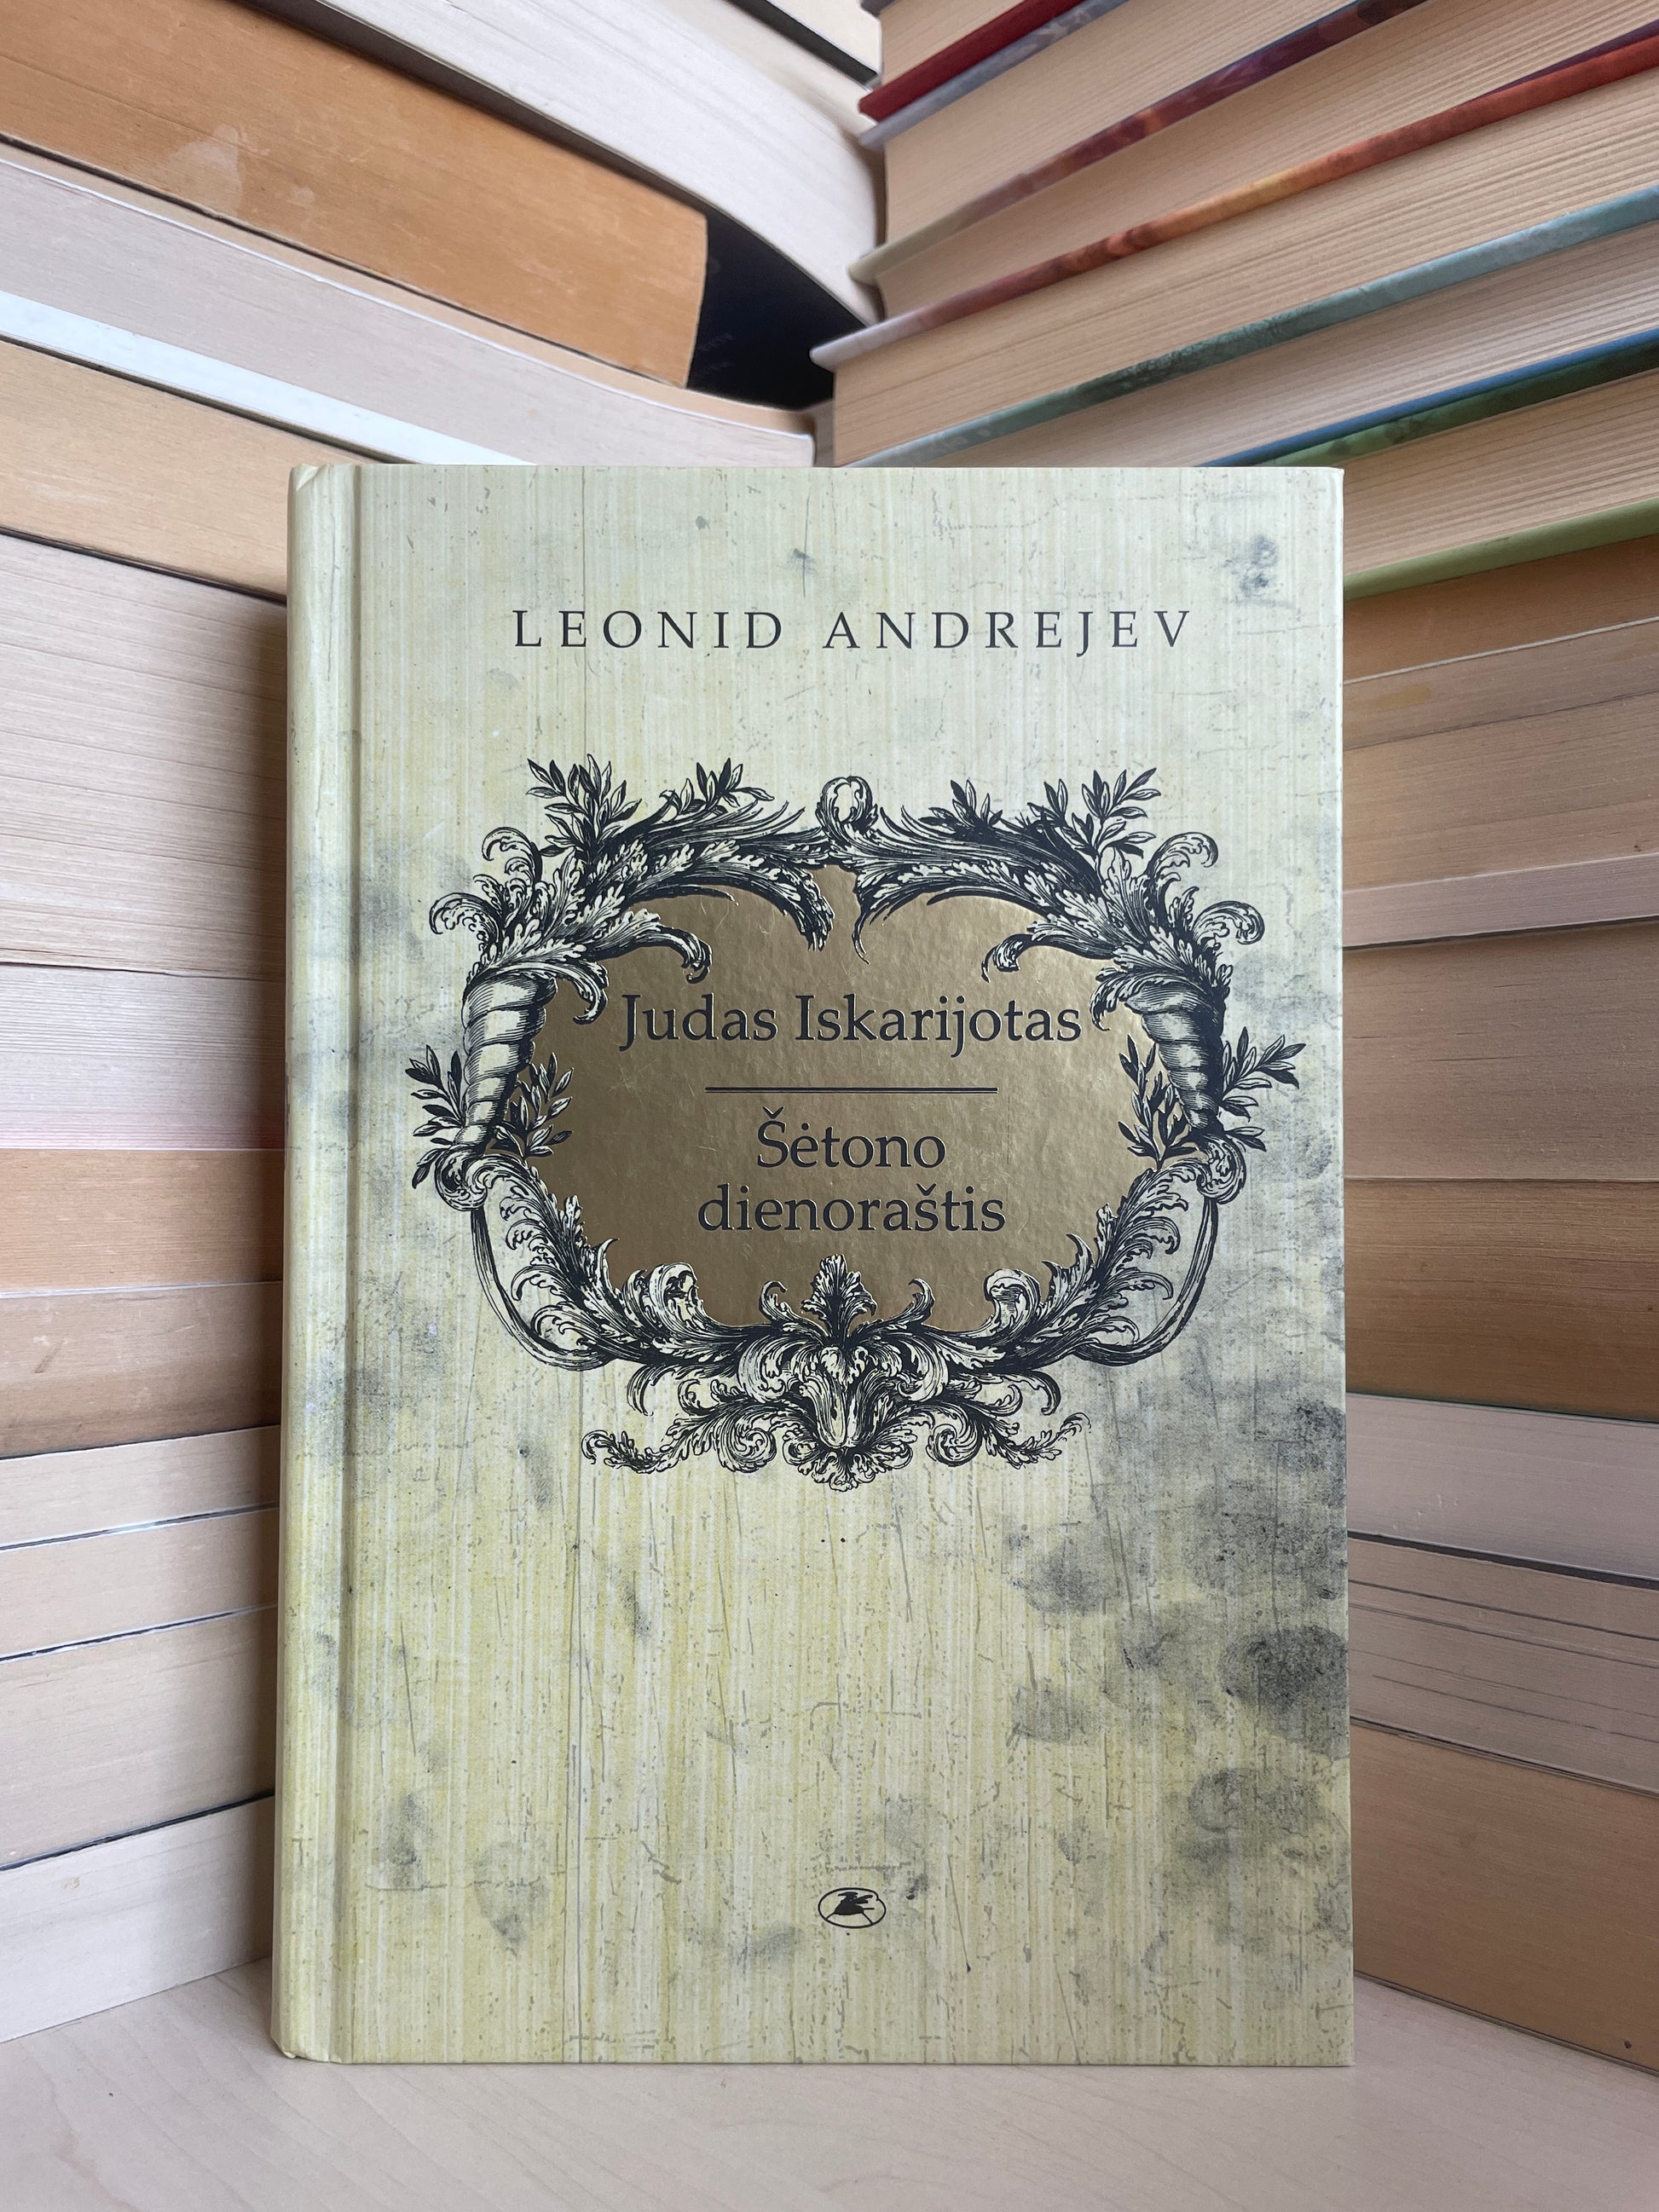 LEONID ANDREJEV
Judas Iskarijotas
Šėtono
dienoraštis